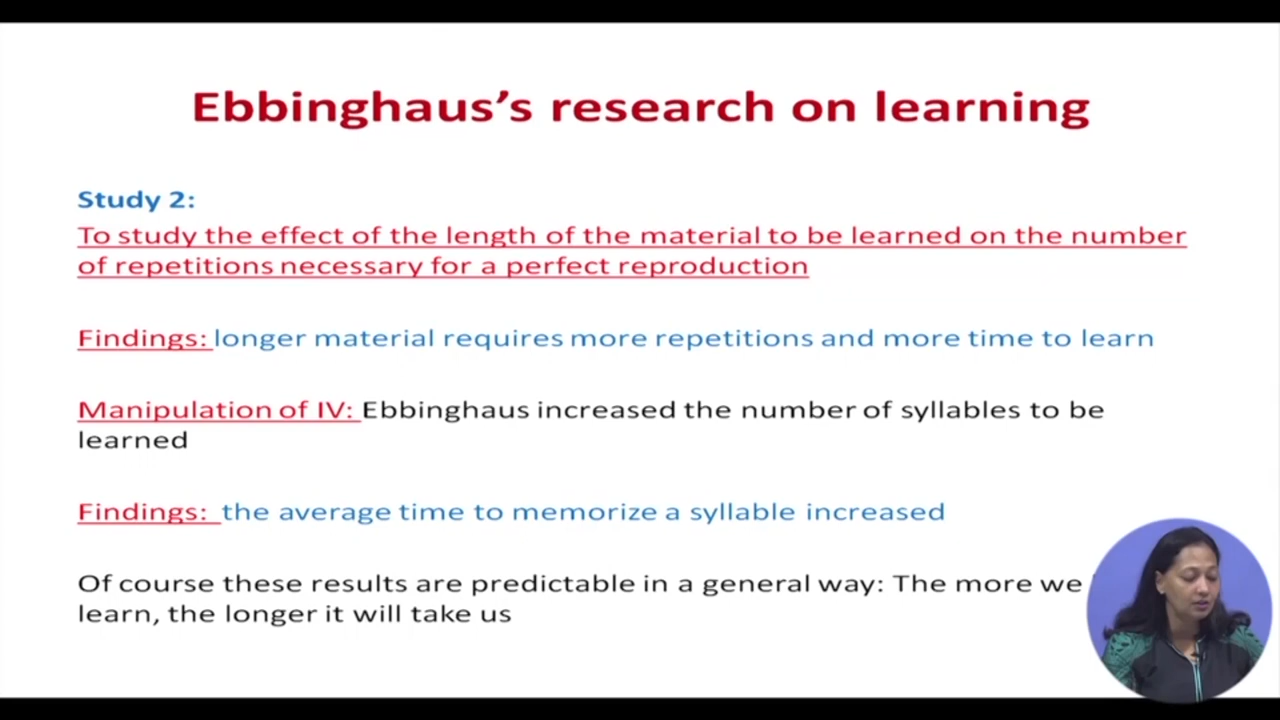 Ebbinghaus’s research on learning
Study 2:
To study the effect of the length of the material to be learned on the number
of repetitions necessary for a perfect reproduction
Findings: longer material requires more repetitions and more time to learn
Manipulation of IV: Ebbinghaus increased the number of syllables to be
learned
Findings: the average time to memorize a syllable increased
Of course these results are predictable in a general way: The more we
learn, the longer it will take us